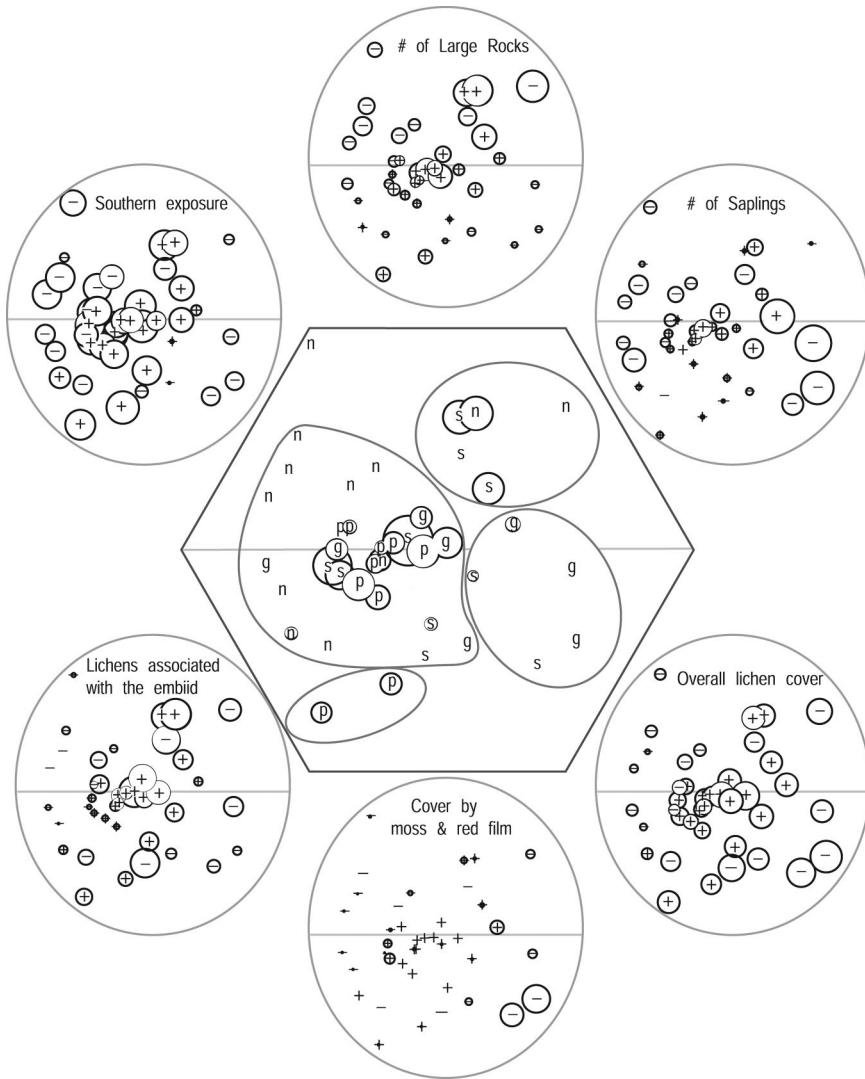 # of Large Rocks
Southern exposure
# of Saplings
n
s n n
s
s
n
n n
n
n
p p
g
s
p
p
g
g
p n
g
s s
p
p
n
g
s
g
n
n
s
s
g
g
s
p
p
Lichens associated
with the embiid
Overall lichen cover
Cover by
moss & red film